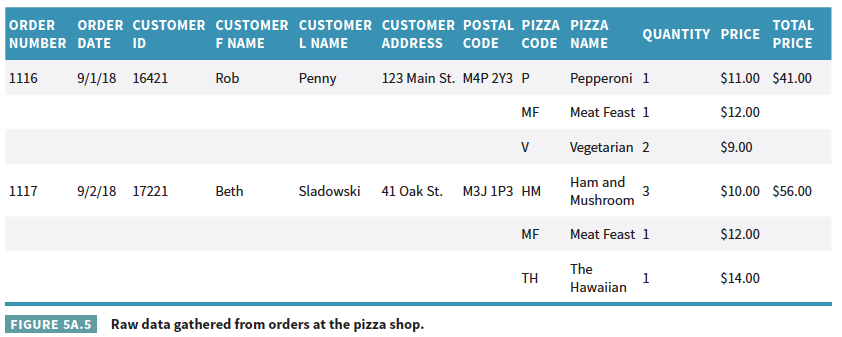 ORDER NUMBER ORDER DATE CUSTOMER ID CUSTOMER F NAME CUSTOMER L NAME CUSTOMER ADDRESS POSTAL CODE PIZZA CODE PIZZA NAME QUANTITY PRICE TOTAL PRICE
1116 9/1/18 16421 Rob Penny 123 Main St. M4P 2Y3 P Pepperoni 1 $11.00 $41.00
MF Meat Feast 1 $12.00
V Vegetarian 2 $9.00
1117 9/2/18 17221 Beth Sladowski 41 Oak St. M3J 1P3 HM Ham and Mushroom 3 $10.00 $56.00
MF Meat Feast 1 $12.00
TH The Hawaiian 1 $14.00
FIGURE 5A.5 Raw data gathered from orders at the pizza shop.